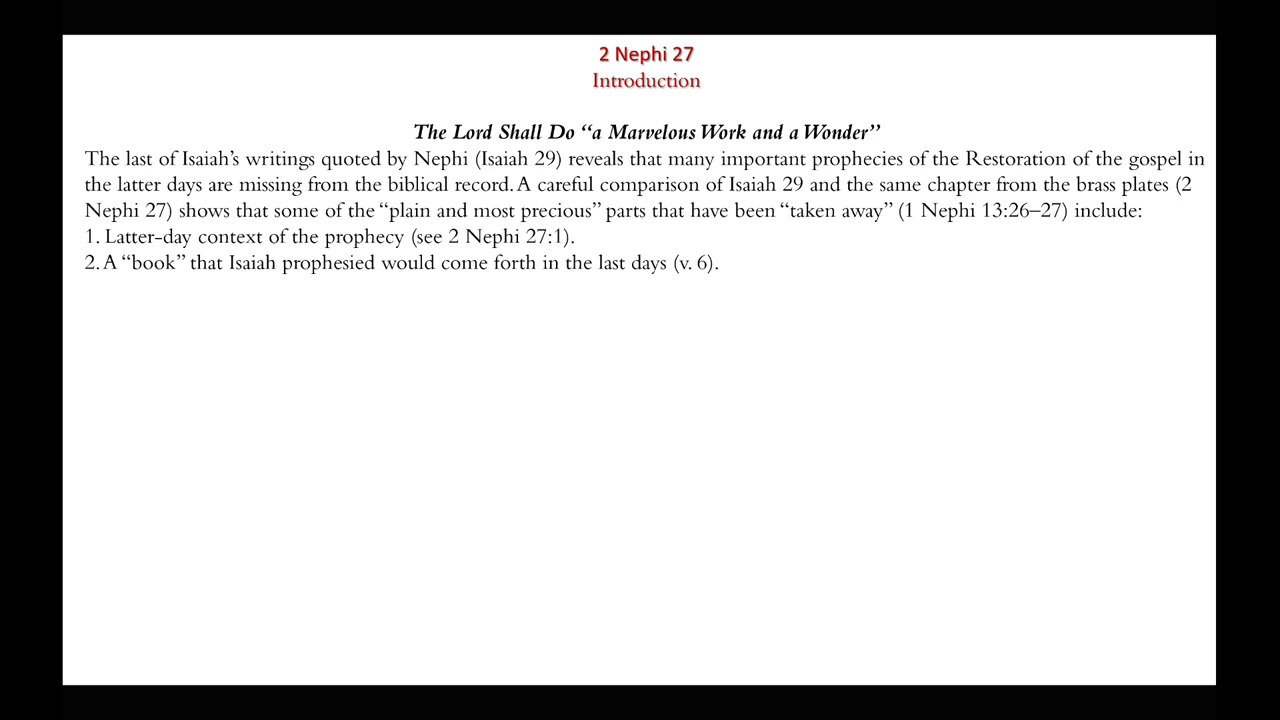 2 Nephi 27
Introduction
The Lord Shall Do “a Marvelous Work and a Wonder”
The last of Isaiah’s writings quoted by Nephi (Isaiah 29) reveals that many important prophecies of the Restoration of the gospel in
the latter days are missing from the biblical record. A careful comparison of Isaiah 29 and the same chapter from the brass plates (2
Nephi 27) shows that some of the “plain and most precious” parts that have been “taken away” (1 Nephi 13:26–27) include:
1. Latter-day context of the prophecy (see 2 Nephi 27:1).
2. A “book” that Isaiah prophesied would come forth in the last days (v. 6).